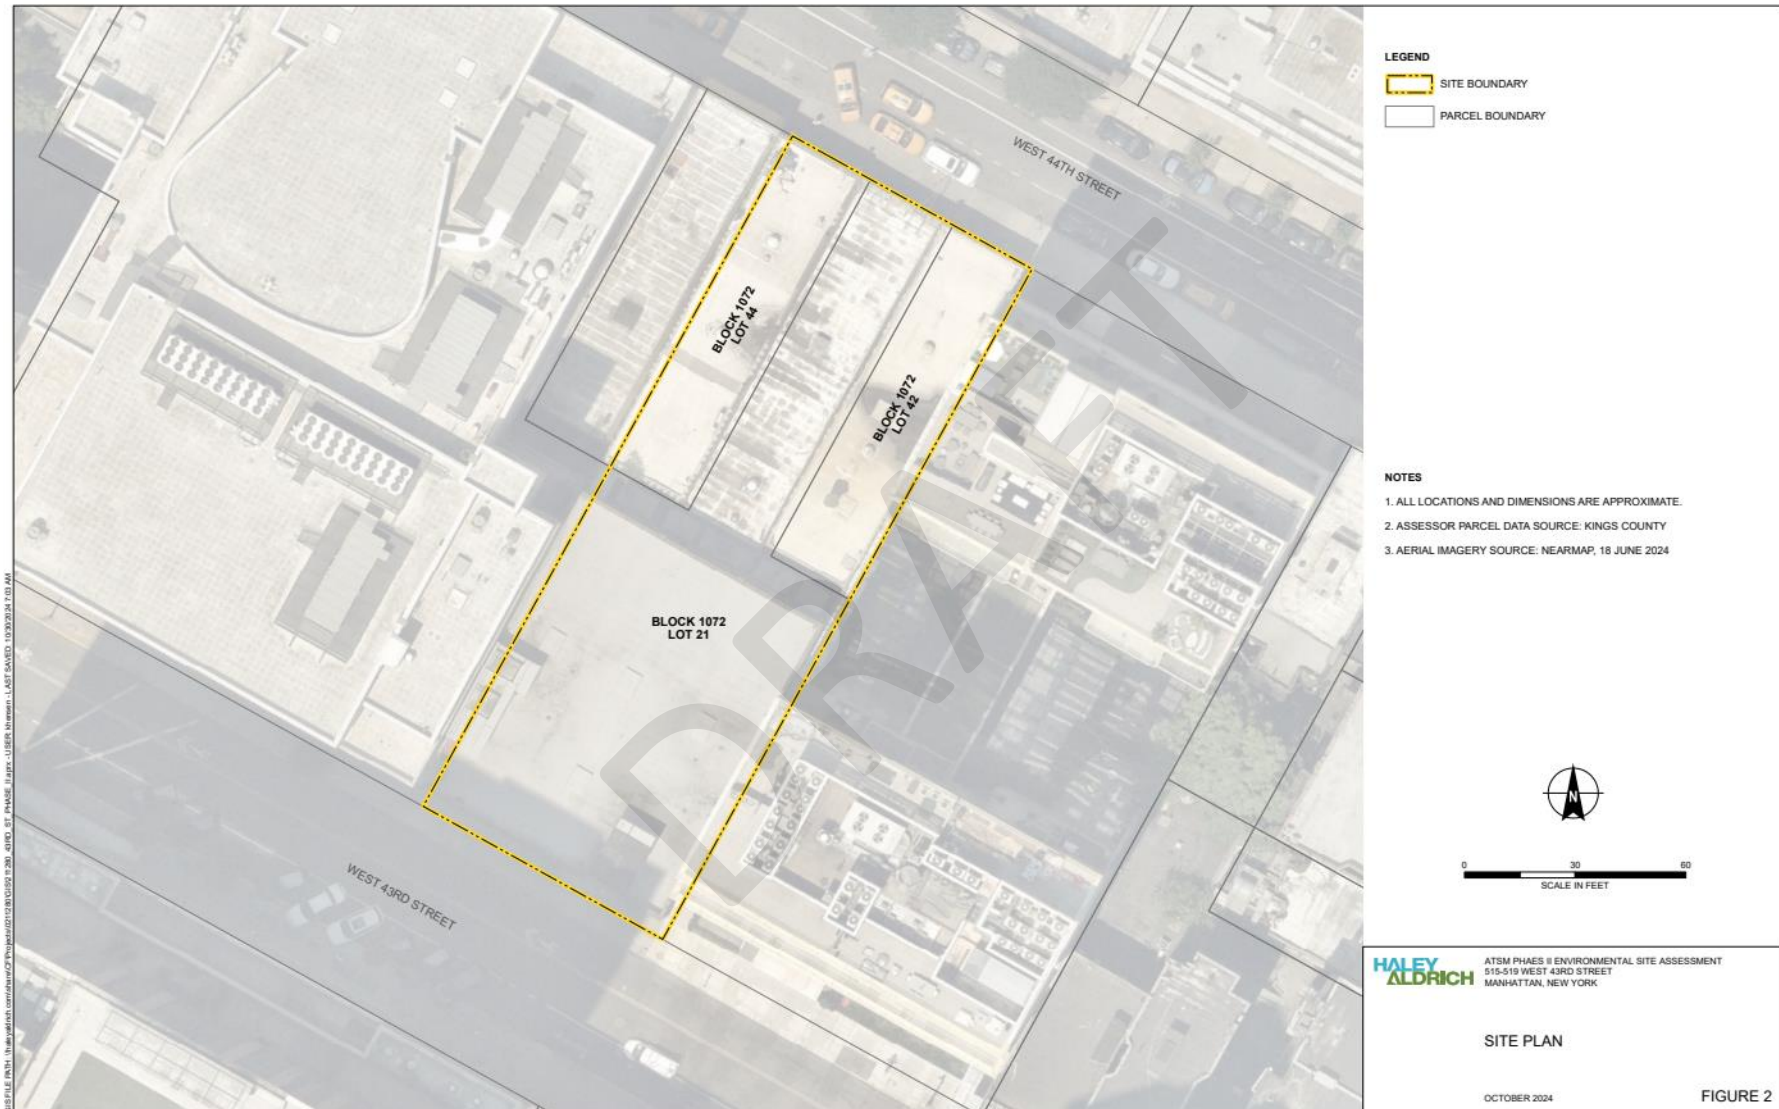 LEGEND
SITE BOUNDARY
PARCEL BOUNDARY
WEST 44TH STREET
BLOCK 1072
LOT 44
BLOCK 1072
LOT 42
BLOCK 1072
LOT 21
WEST 43RD STREET
DRAFT
NOTES
1. ALL LOCATIONS AND DIMENSIONS ARE APPROXIMATE.
2. ASSESSOR PARCEL DATA SOURCE: KINGS COUNTY
3. AERIAL IMAGERY SOURCE: NEARMAP, 18 JUNE 2024
N
0 30 60
SCALE IN FEET
HALEY
ALDRICH
ATSM PHAES II ENVIRONMENTAL SITE ASSESSMENT
515-519 WEST 43RD STREET
MANHATTAN, NEW YORK
SITE PLAN
OCTOBER 2024
FIGURE 2